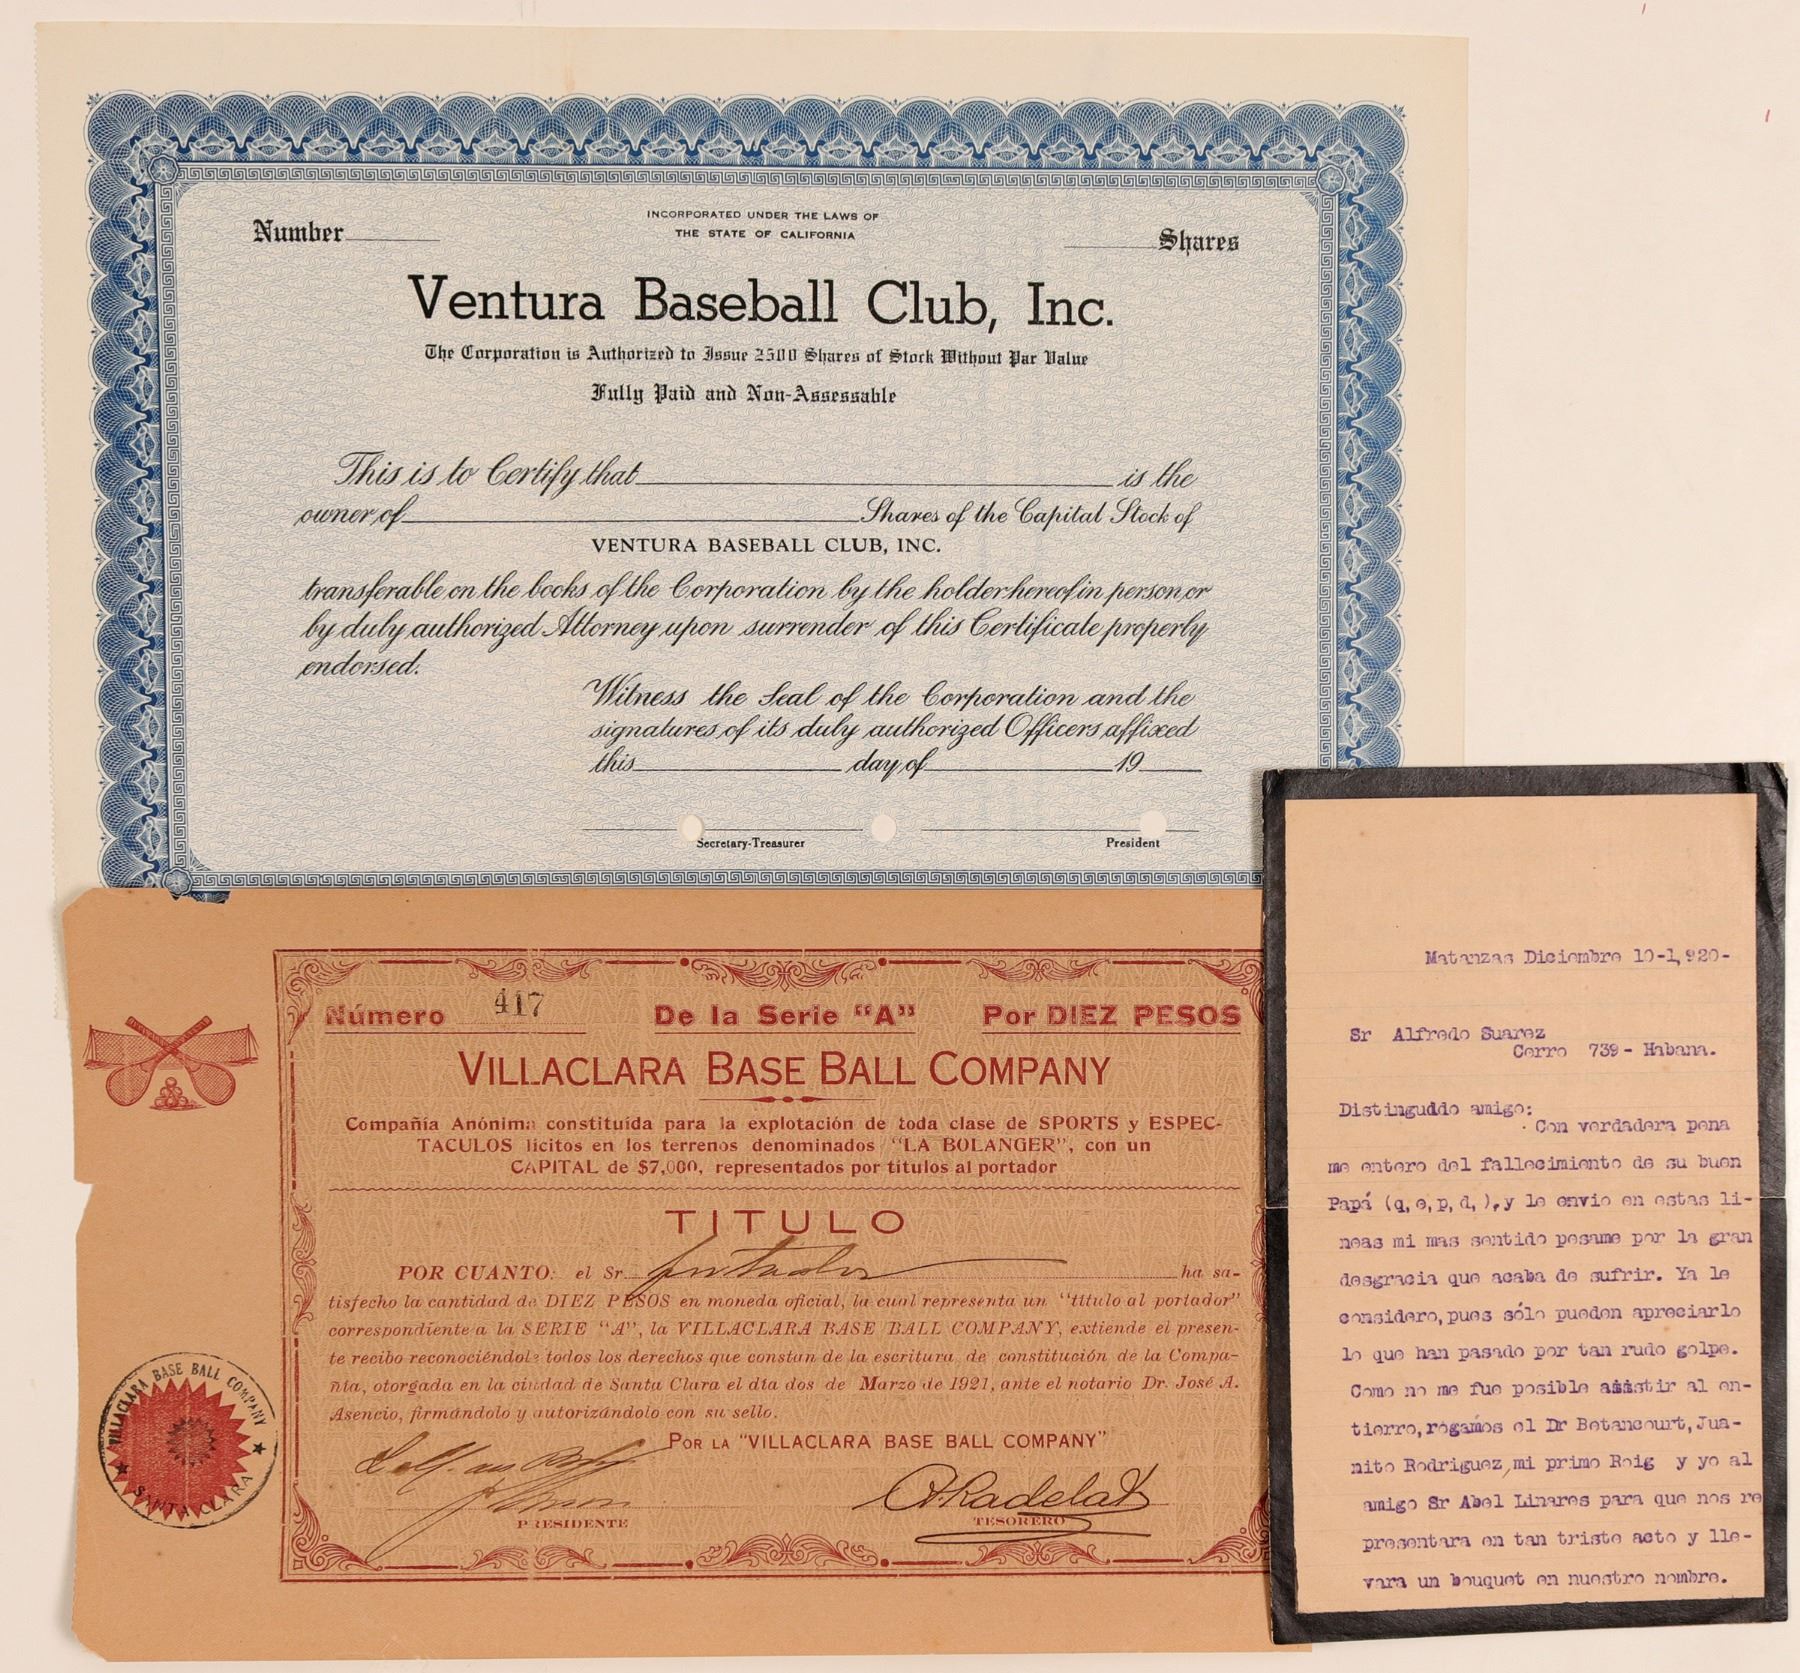 Number
INCORPORATED UNDER THE LAWS OF
THE STATE OF CALIFORNIA
Shares
Ventura Baseball Club, Inc.
The Corporation is Authorized to Issue 2500 Shares of Stock Without Par Value
Fully Paid and Non-Assessable
This is to Certify that is the
owner of Shares of the Capital Stock of
VENTURA BASEBALL CLUB, INC.
transferable on the books of the Corporation by the holder hereof in person or
by duly authorized Attorney upon surrender of this Certificate properly
endorsed.
Witness the Seal of the Corporation and the
signatures of its duly authorized Officers affixed
this day of 19
Secretary-Treasurer
President
Número 417 De la Serie "A" Por DIEZ PESOS
VILLACLARA BASE BALL COMPANY
Compañía Anónima constituída para la explotación de toda clase de SPORTS y ESPEC-
TACULOS lícitos en los terrenos denominados "LA BOLANGER", con un
CAPITAL de $7,000, representados por títulos al portador
TITULO
POR CUANTO: el Sr. portador ha sa-
tisfecho la cantidad de DIEZ PESOS en moneda oficial, la cual representa un "título al portador"
correspondiente a la SERIE "A", la VILLACLARA BASE BALL COMPANY, extiende el presen-
te recibo reconociéndole todos los derechos que constan de la escritura de constitución de la Compa-
ñía, otorgada en la ciudad de Santa Clara el día dos de Marzo de 1921, ante el notario Dr. José A.
Asencio, firmándolo y autorizándolo con su sello.
POR LA "VILLACLARA BASE BALL COMPANY"
PRESIDENTE
TESORERO
VILLACLARA BASE BALL COMPANY
SANTA CLARA
Matanzas Diciembre 10-1,920-
Sr Alfredo Suarez
Cerro 739- Habana.
Distinguddo amigo:
Con verdadera pena
me entero del fallecimiento de su buen
Papá (q,e,p,d,),y le envio en estas li-
neas mi mas sentido pesame por la gran
desgracia que acaba de sufrir. Ya le
considero,pues sólo pueden apreciarlo
lo que han pasado por tan rudo golpe.
Como no me fue posible asistir al en-
tierro,rogamos el Dr Betancourt,Jua-
nito Rodriguez,mi primo Roig y yo al
amigo Sr Abel Linares para que nos re
presentara en tan triste acto y lle-
vara un bouquet en nuestro nombre.